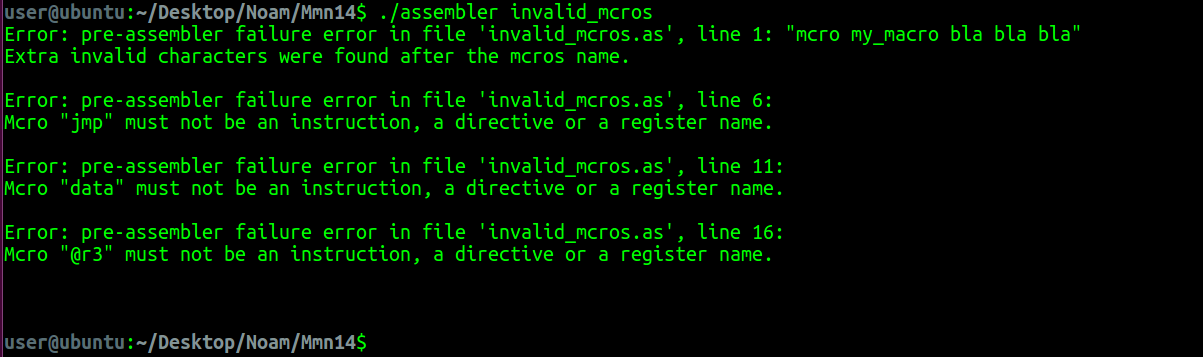 user@ubuntu:~/Desktop/Noam/Mmn14$ ./assembler invalid_mcros
Error: pre-assembler failure error in file 'invalid_mcros.as', line 1: "mcro my_macro bla bla bla"
Extra invalid characters were found after the mcros name.
Error: pre-assembler failure error in file 'invalid_mcros.as', line 6:
Mcro "jmp" must not be an instruction, a directive or a register name.
Error: pre-assembler failure error in file 'invalid_mcros.as', line 11:
Mcro "data" must not be an instruction, a directive or a register name.
Error: pre-assembler failure error in file 'invalid_mcros.as', line 16:
Mcro "@r3" must not be an instruction, a directive or a register name.
user@ubuntu:~/Desktop/Noam/Mmn14$